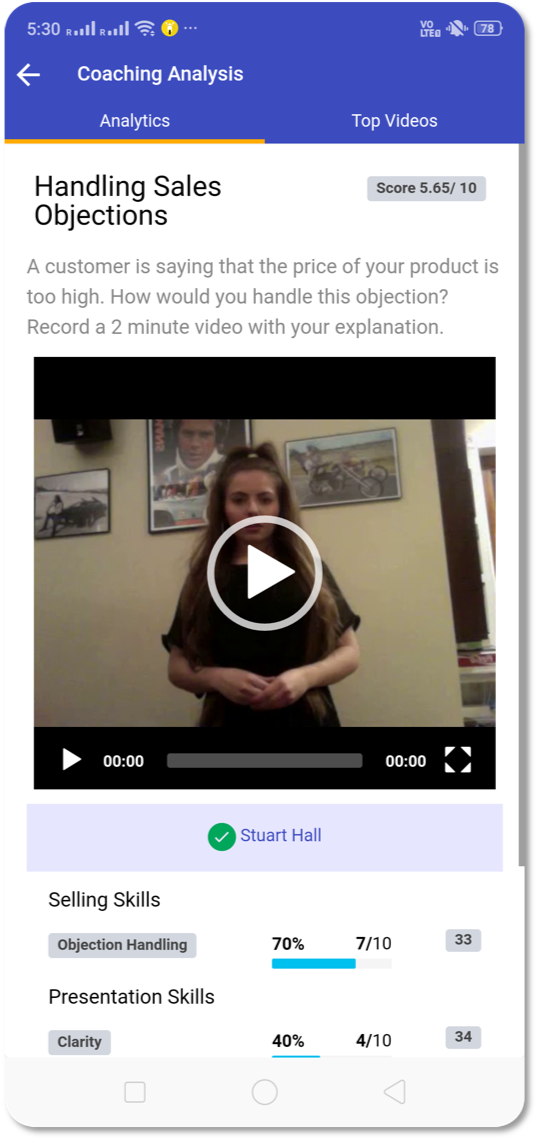 5:30 R R ... VO LTE 78
Coaching Analysis
Analytics Top Videos
Handling Sales
Objections
Score 5.65/ 10
A customer is saying that the price of your product is
too high. How would you handle this objection?
Record a 2 minute video with your explanation.
00:00 00:00
Stuart Hall
Selling Skills
Objection Handling 70% 7/10 33
Presentation Skills
Clarity 40% 4/10 34